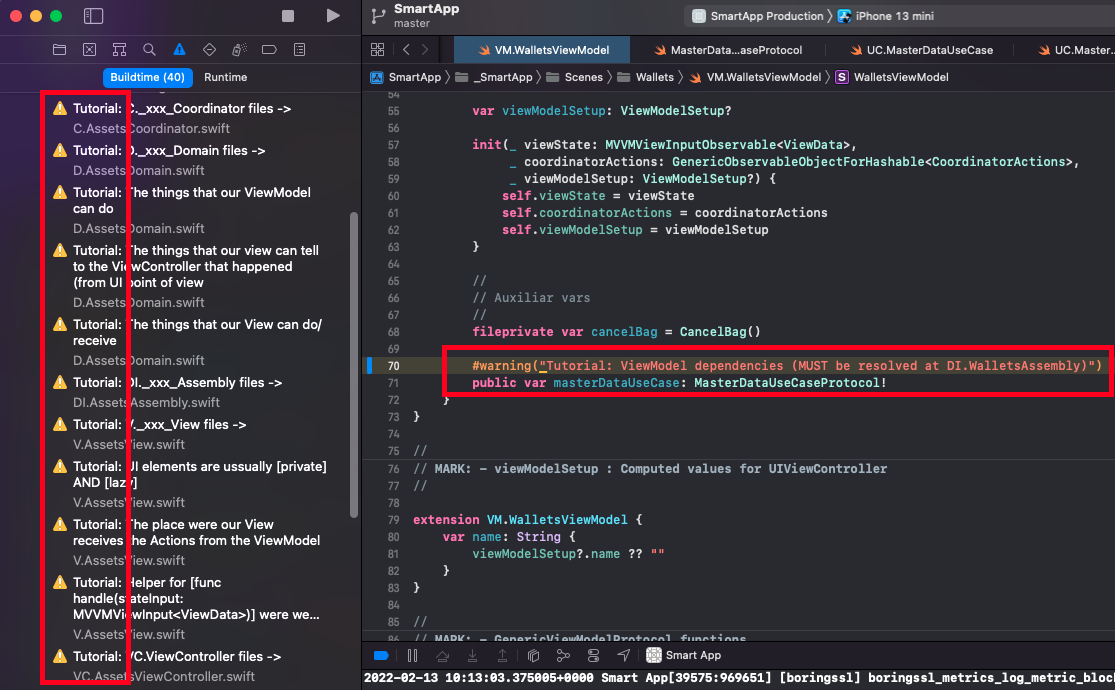 SmartApp
master
SmartApp Production
iPhone 13 mini
VM.WalletsViewModel
MasterData...aseProtocol
UC.MasterDataUseCase
UC.Master...
Buildtime (40)
Runtime
SmartApp
_SmartApp
Scenes
Wallets
VM.WalletsViewModel
S WalletsViewModel
Tutorial: C._xxx_Coordinator files ->
C.AssetsCoordinator.swift
Tutorial: D._xxx_Domain files ->
D.AssetsDomain.swift
Tutorial: The things that our ViewModel
can do
D.AssetsDomain.swift
Tutorial: The things that our view can tell
to the ViewController that happened
(from UI point of view
D.AssetsDomain.swift
Tutorial: The things that our View can do/
receive
D.AssetsDomain.swift
Tutorial: DI._xxx_Assembly files ->
DI.AssetsAssembly.swift
Tutorial: V._xxx_View files ->
V.AssetsView.swift
Tutorial: UI elements are ussually [private]
AND [lazy]
V.AssetsView.swift
Tutorial: The place were our View
receives the Actions from the ViewModel
V.AssetsView.swift
Tutorial: Helper for [func
handle(stateInput:
MVVMViewInput<ViewData>)] were we...
V.AssetsView.swift
Tutorial: VC.ViewController files ->
VC.AssetsViewController.swift
54
55 var viewModelSetup: ViewModelSetup?
56
57 init(_ viewState: MVVMViewInputObservable<ViewData>,
58 _ coordinatorActions: GenericObservableObjectForHashable<CoordinatorActions>,
59 _ viewModelSetup: ViewModelSetup?) {
60 self.viewState = viewState
61 self.coordinatorActions = coordinatorActions
62 self.viewModelSetup = viewModelSetup
63 }
64
65 //
66 // Auxiliar vars
67 //
68 fileprivate var cancelBag = CancelBag()
69
70 #warning("Tutorial: ViewModel dependencies (MUST be resolved at DI.WalletsAssembly)")
71 public var masterDataUseCase: MasterDataUseCaseProtocol!
72 }
73 }
74
75 //
76 // MARK: - viewModelSetup : Computed values for UIViewController
77 //
78
79 extension VM.WalletsViewModel {
80 var name: String {
81 viewModelSetup?.name ?? ""
82 }
83 }
84
85 //
86 // MARK: - GenericViewModelProtocol functions
Smart App
2022-02-13 10:13:03.375005+0000 Smart App[39575:969651] [boringssl] boringssl_metrics_log_metric_bloc